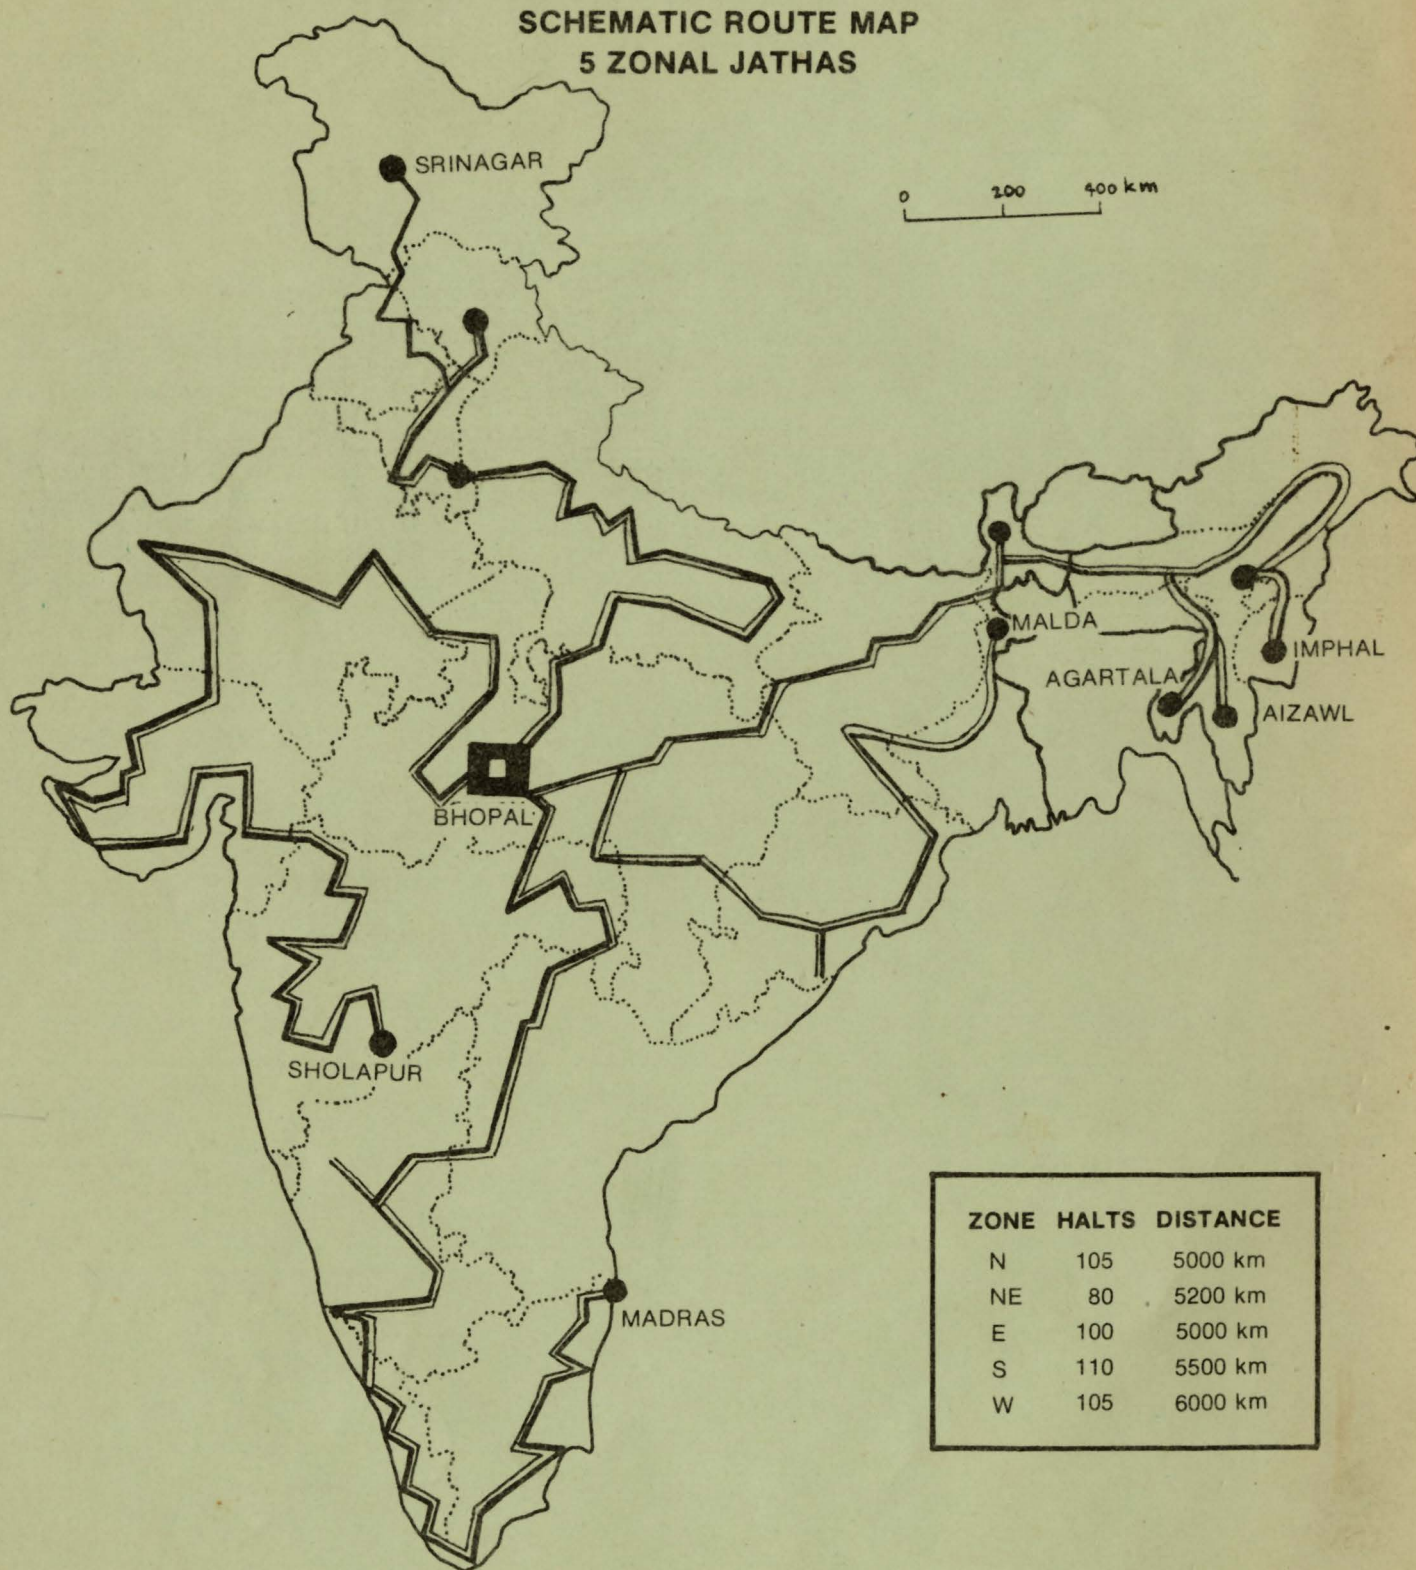 SCHEMATIC ROUTE MAP
5 ZONAL JATHAS
SRINAGAR
0 200 400 km
MALDA
IMPHAL
AGARTALA
AIZAWL
BHOPAL
SHOLAPUR
MADRAS
ZONE HALTS DISTANCE
N 105 5000 km
NE 80 5200 km
E 100 5000 km
S 110 5500 km
W 105 6000 km